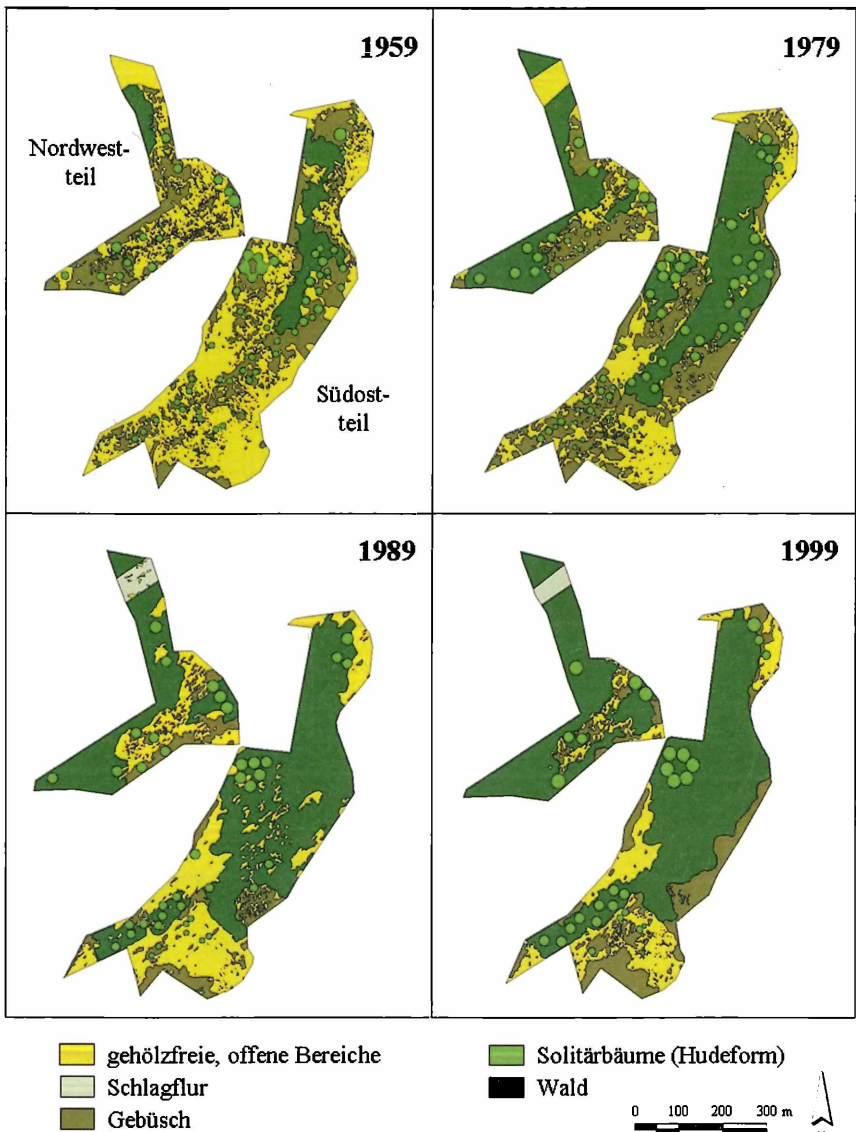 1959
1979
Nordwest-
teil
Südost-
teil
1989
1999
gehölzfreie, offene Bereiche
Schlagflur
Gebüsch
Solitärbäume (Hudeform)
Wald
0 100 200 300 m